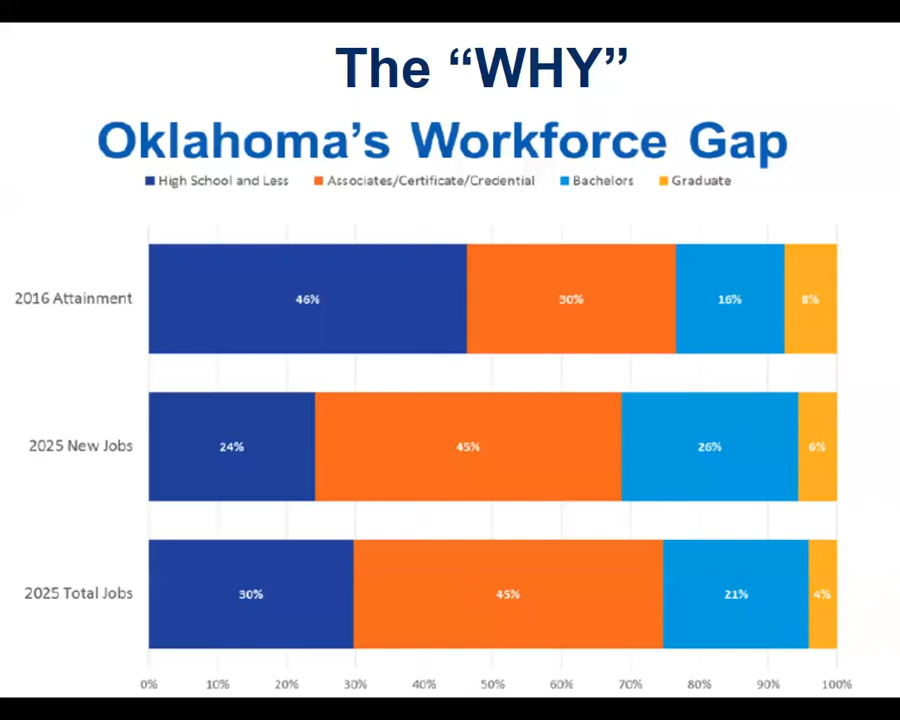 The “WHY”
Oklahoma’s Workforce Gap
High School and Less Associates/Certificate/Credential Bachelors Graduate
2016 Attainment 46% 30% 16% 8%
2025 New Jobs 24% 45% 26% 6%
2025 Total Jobs 30% 45% 21% 4%
0% 10% 20% 30% 40% 50% 60% 70% 80% 90% 100%